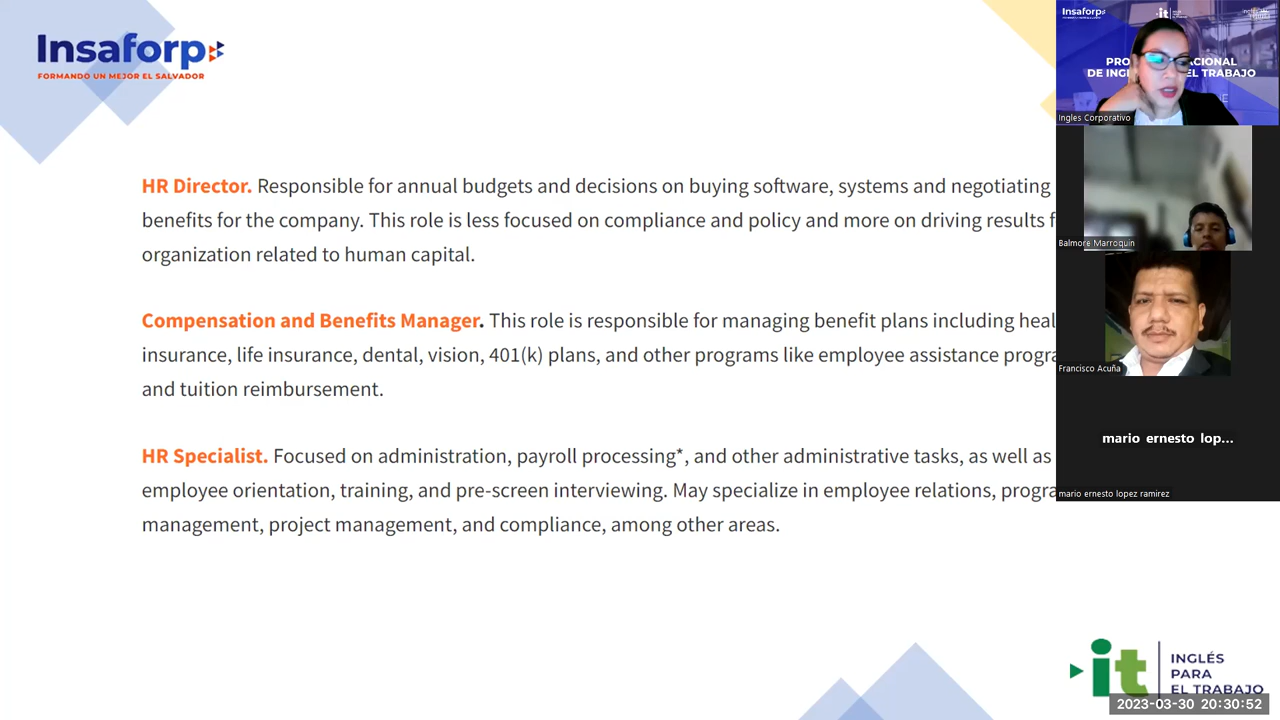 Insaforp
FORMANDO UN MEJOR EL SALVADOR
HR Director. Responsible for annual budgets and decisions on buying software, systems and negotiating
benefits for the company. This role is less focused on compliance and policy and more on driving results
organization related to human capital.
Compensation and Benefits Manager. This role is responsible for managing benefit plans including
insurance, life insurance, dental, vision, 401(k) plans, and other programs like employee assistance
and tuition reimbursement.
HR Specialist. Focused on administration, payroll processing*, and other administrative tasks, as well as
employee orientation, training, and pre-screen interviewing. May specialize in employee relations,
management, project management, and compliance, among other areas.
Insaforp
it
DE EL TRABAJO
Ingles Corporativo
Balmore Marroquin
Francisco Acuña
mario ernesto lop...
mario ernesto lopez ramirez
it
INGLÉS
PARA
EL TRABAJO
2023-03-30 20:30:52